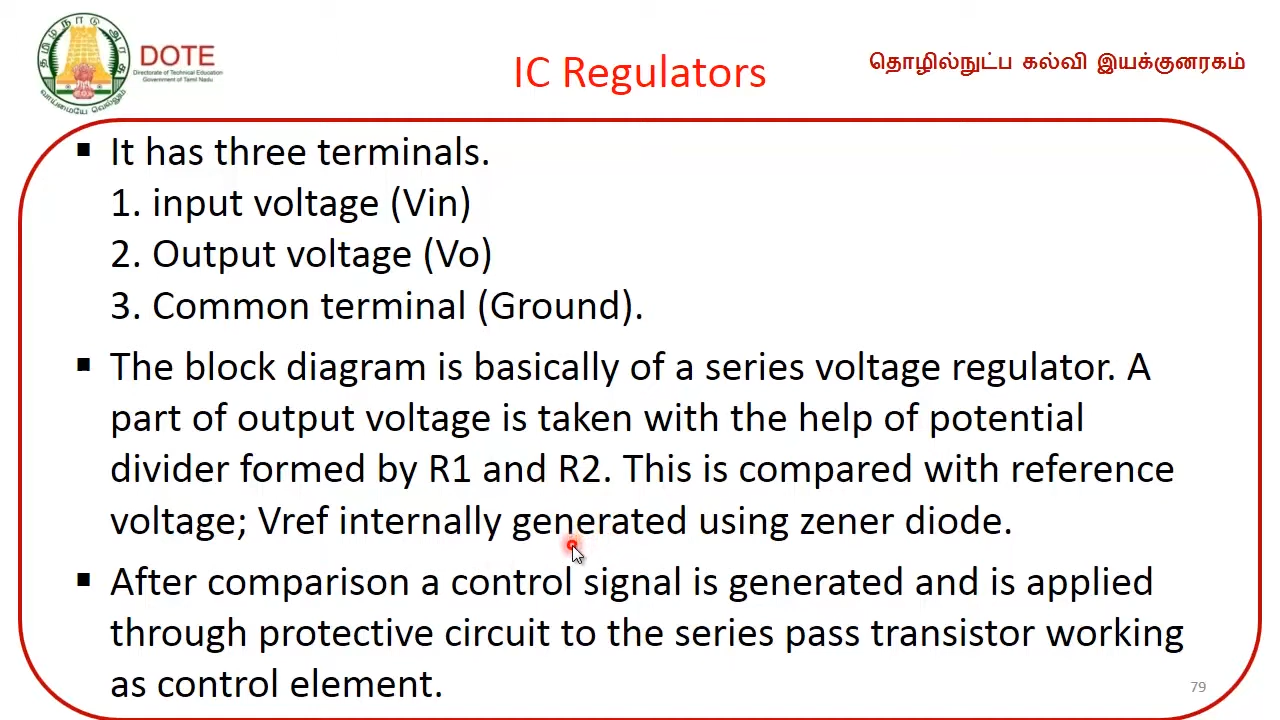 தமிழ்நாடு அரசு
வாய்மையே வெல்லும்
DOTE
Directorate of Technical Education
Government of Tamil Nadu
IC Regulators
தொழில்நுட்ப கல்வி இயக்குனரகம்
▪ It has three terminals.
1. input voltage (Vin)
2. Output voltage (Vo)
3. Common terminal (Ground).
▪ The block diagram is basically of a series voltage regulator. A
part of output voltage is taken with the help of potential
divider formed by R1 and R2. This is compared with reference
voltage; Vref internally generated using zener diode.
▪ After comparison a control signal is generated and is applied
through protective circuit to the series pass transistor working
as control element.
79